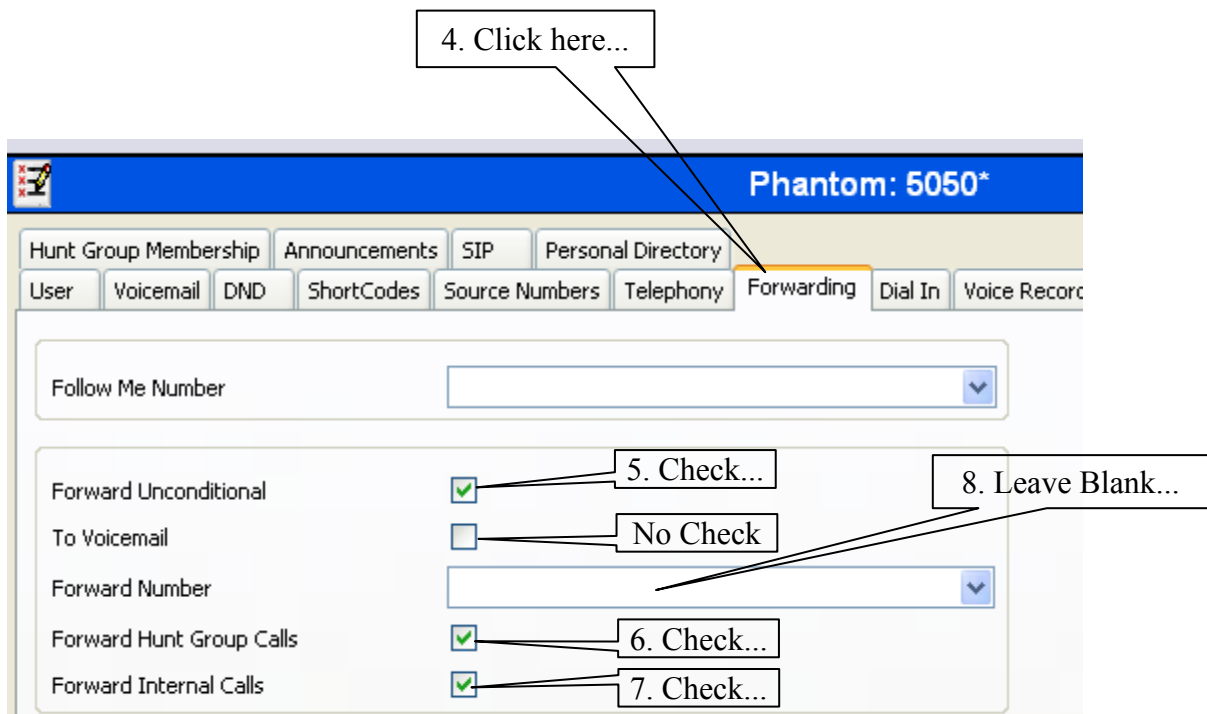 4. Click here...
Phantom: 5050*
Hunt Group Membership Announcements SIP Personal Directory
User Voicemail DND ShortCodes Source Numbers Telephony Forwarding Dial In Voice Record
Follow Me Number
Forward Unconditional 5. Check...
8. Leave Blank...
To Voicemail No Check
Forward Number
Forward Hunt Group Calls 6. Check...
Forward Internal Calls 7. Check...